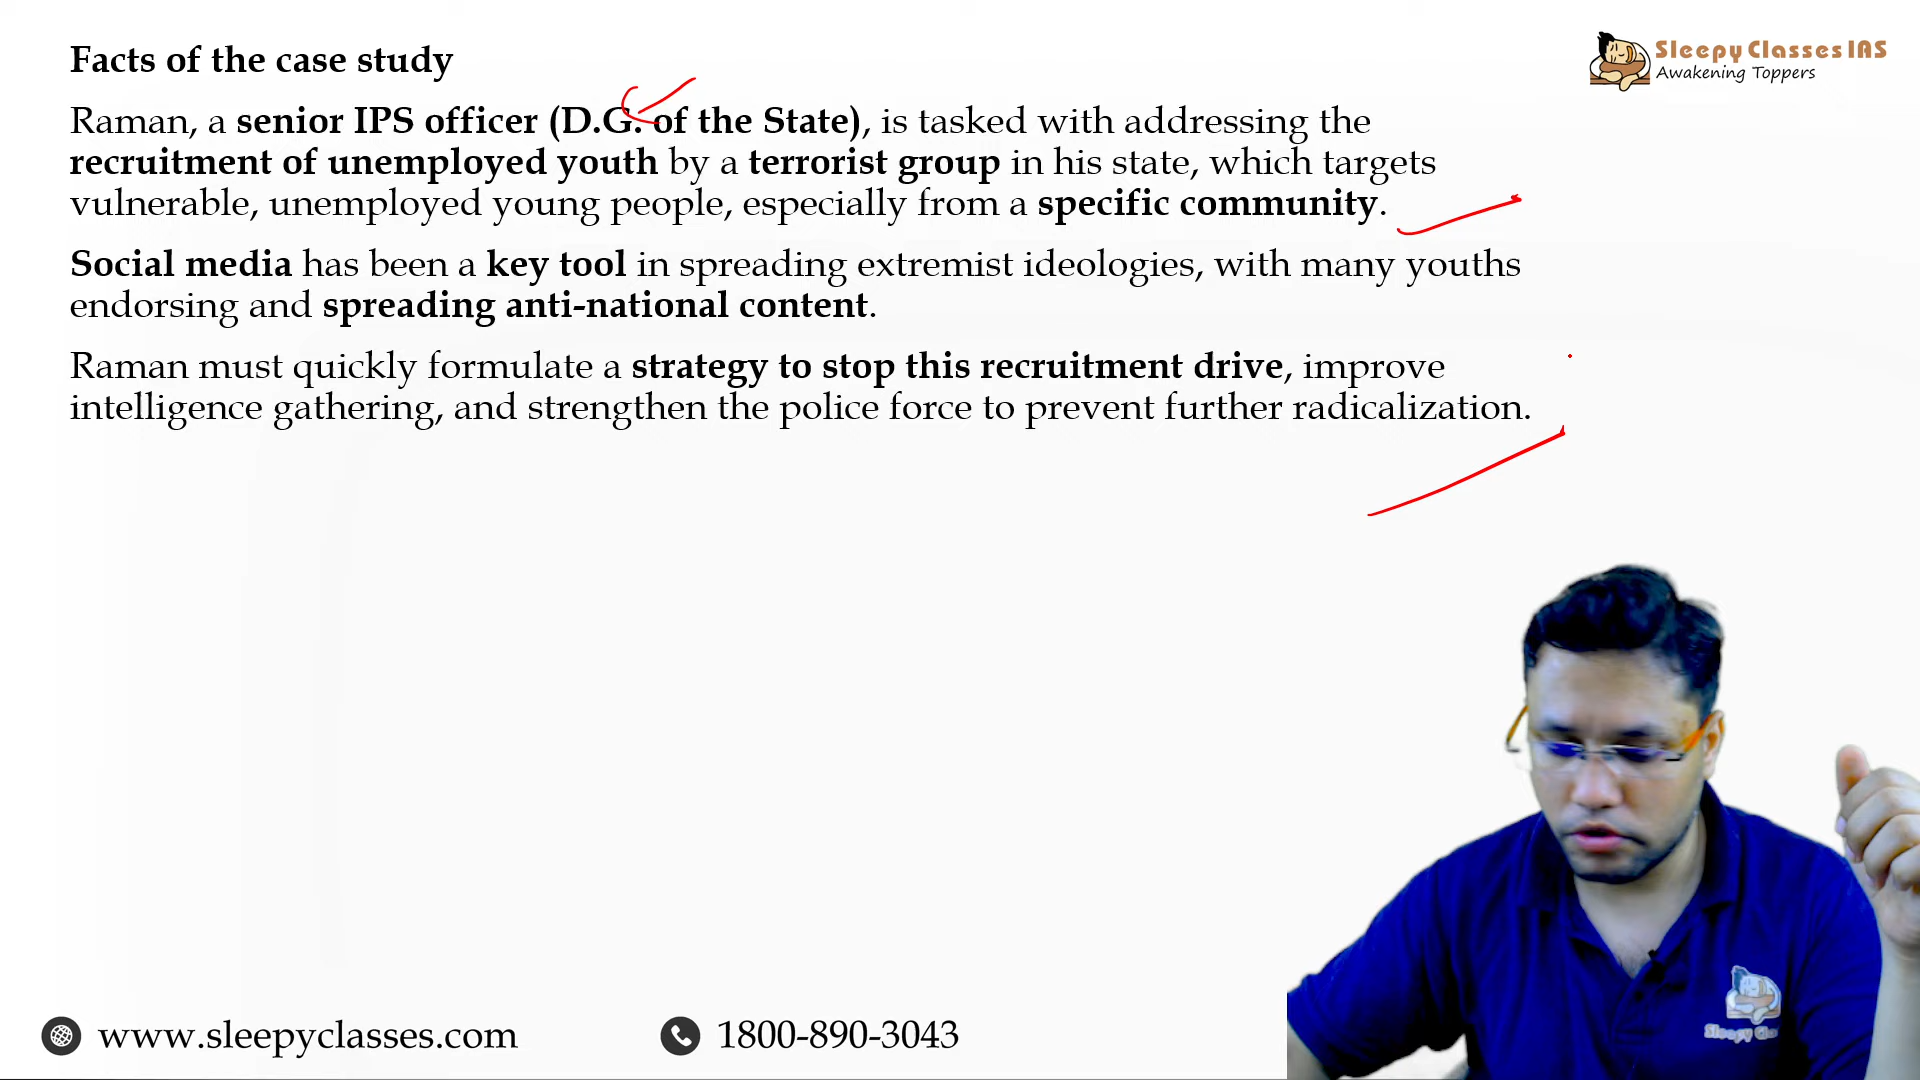 Facts of the case study
Sleepy Classes IAS
Awakening Toppers
Raman, a senior IPS officer (D.G. of the State), is tasked with addressing the
recruitment of unemployed youth by a terrorist group in his state, which targets
vulnerable, unemployed young people, especially from a specific community.
Social media has been a key tool in spreading extremist ideologies, with many youths
endorsing and spreading anti-national content.
Raman must quickly formulate a strategy to stop this recruitment drive, improve
intelligence gathering, and strengthen the police force to prevent further radicalization.
Sleepy Cla
www.sleepyclasses.com
1800-890-3043